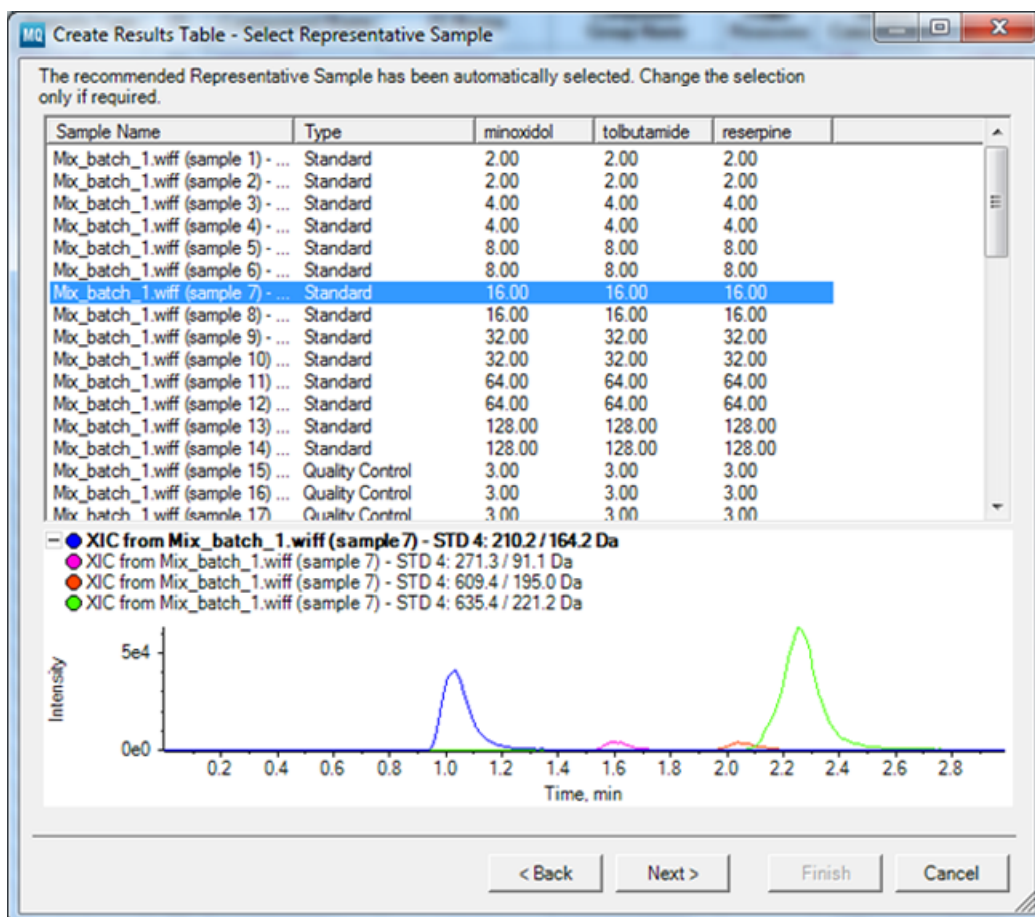 MQ Create Results Table - Select Representative Sample
The recommended Representative Sample has been automatically selected. Change the selection
only if required.
Sample Name Type minoxidol tolbutamide reserpine
Mix_batch_1.wiff (sample 1) - ... Standard 2.00 2.00 2.00
Mix_batch_1.wiff (sample 2) - ... Standard 2.00 2.00 2.00
Mix_batch_1.wiff (sample 3) - ... Standard 4.00 4.00 4.00
Mix_batch_1.wiff (sample 4) - ... Standard 4.00 4.00 4.00
Mix_batch_1.wiff (sample 5) - ... Standard 8.00 8.00 8.00
Mix_batch_1.wiff (sample 6) - ... Standard 8.00 8.00 8.00
Mix_batch_1.wiff (sample 7) - ... Standard 16.00 16.00 16.00
Mix_batch_1.wiff (sample 8) - ... Standard 16.00 16.00 16.00
Mix_batch_1.wiff (sample 9) - ... Standard 32.00 32.00 32.00
Mix_batch_1.wiff (sample 10) ... Standard 32.00 32.00 32.00
Mix_batch_1.wiff (sample 11) ... Standard 64.00 64.00 64.00
Mix_batch_1.wiff (sample 12) ... Standard 64.00 64.00 64.00
Mix_batch_1.wiff (sample 13) ... Standard 128.00 128.00 128.00
Mix_batch_1.wiff (sample 14) ... Standard 128.00 128.00 128.00
Mix_batch_1.wiff (sample 15) ... Quality Control 3.00 3.00 3.00
Mix_batch_1.wiff (sample 16) ... Quality Control 3.00 3.00 3.00
Mix_batch_1.wiff (sample 17) ... Quality Control 3.00 3.00 3.00
XIC from Mix_batch_1.wiff (sample 7) - STD 4: 210.2 / 164.2 Da
XIC from Mix_batch_1.wiff (sample 7) - STD 4: 271.3 / 91.1 Da
XIC from Mix_batch_1.wiff (sample 7) - STD 4: 609.4 / 195.0 Da
XIC from Mix_batch_1.wiff (sample 7) - STD 4: 635.4 / 221.2 Da
Intensity
5e4
0e0
0.2 0.4 0.6 0.8 1.0 1.2 1.4 1.6 1.8 2.0 2.2 2.4 2.6 2.8
Time, min
< Back Next > Finish Cancel